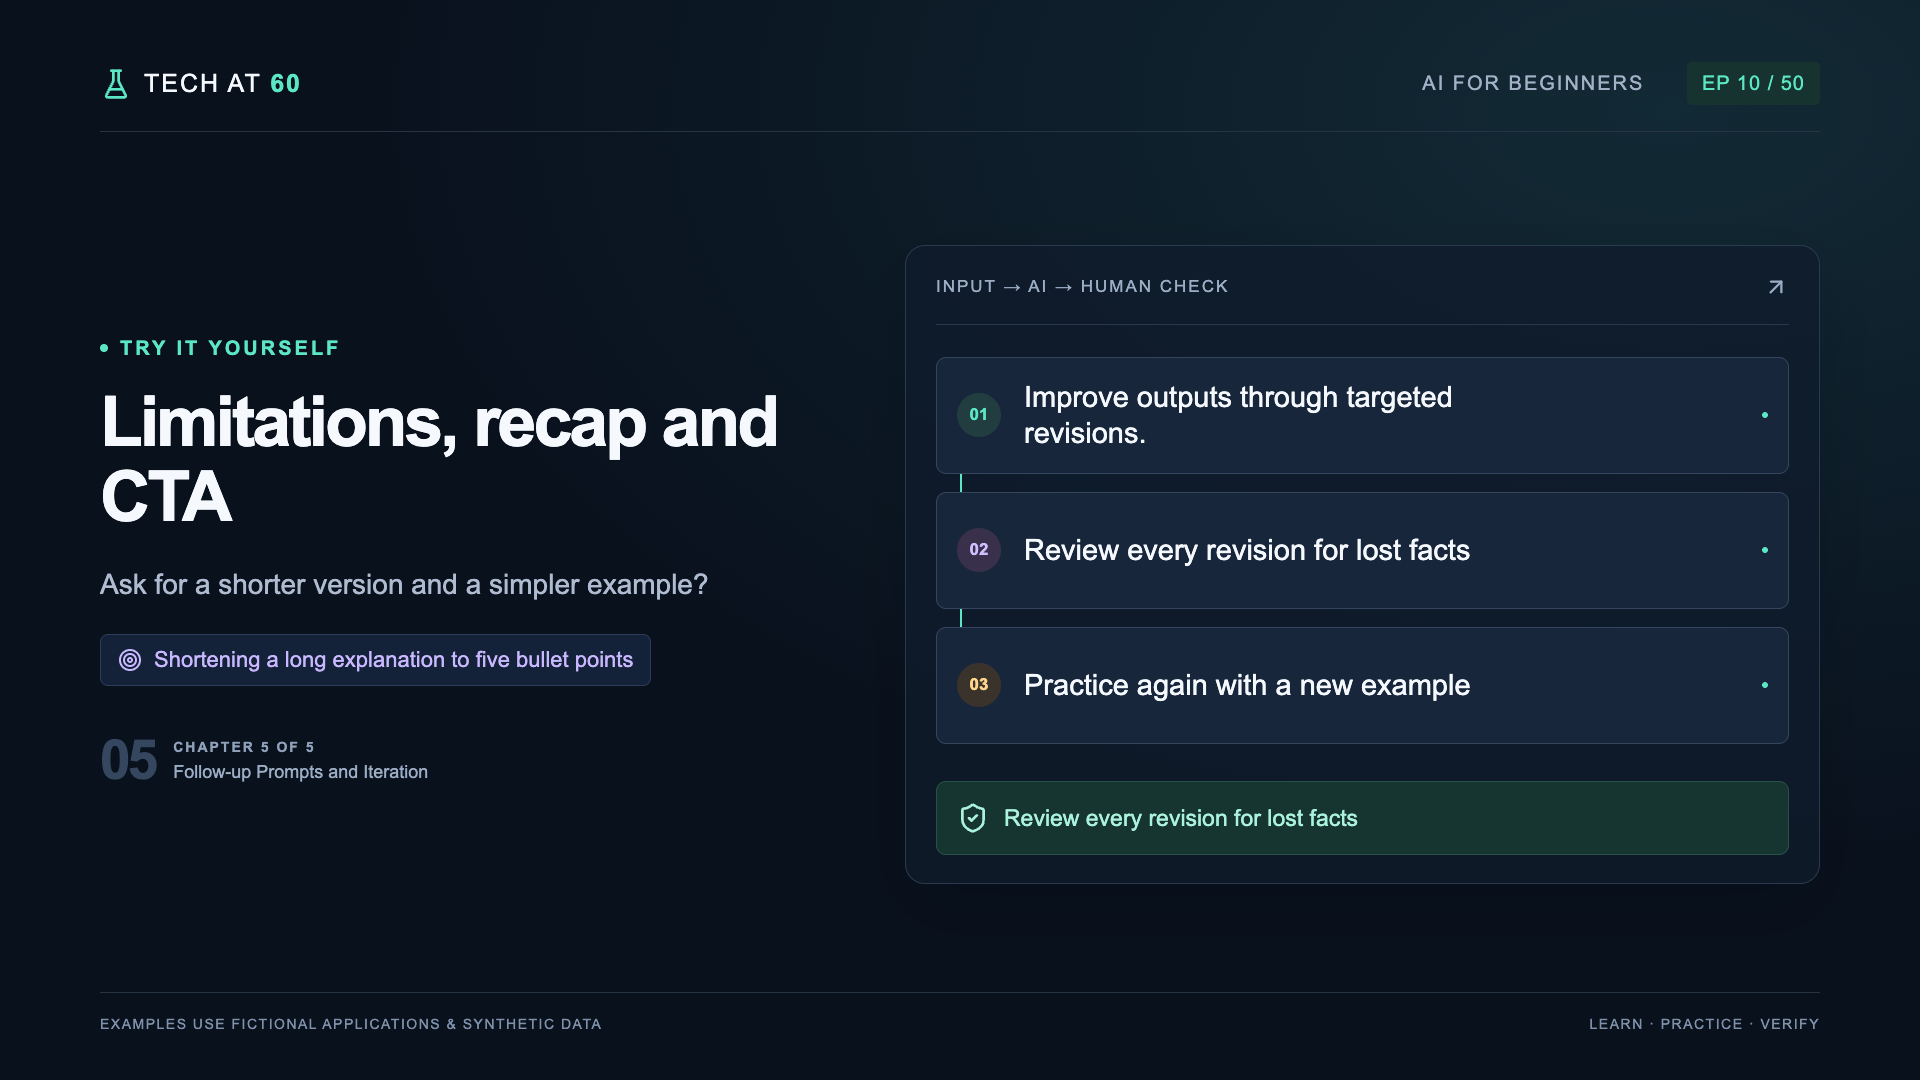 TECH AT 60
AI FOR BEGINNERS
EP 10 / 50
TRY IT YOURSELF
Limitations, recap and
CTA
Ask for a shorter version and a simpler example?
Shortening a long explanation to five bullet points
05
CHAPTER 5 OF 5
Follow-up Prompts and Iteration
INPUT → AI → HUMAN CHECK
01
Improve outputs through targeted
revisions.
02
Review every revision for lost facts
03
Practice again with a new example
Review every revision for lost facts
EXAMPLES USE FICTIONAL APPLICATIONS & SYNTHETIC DATA
LEARN · PRACTICE · VERIFY